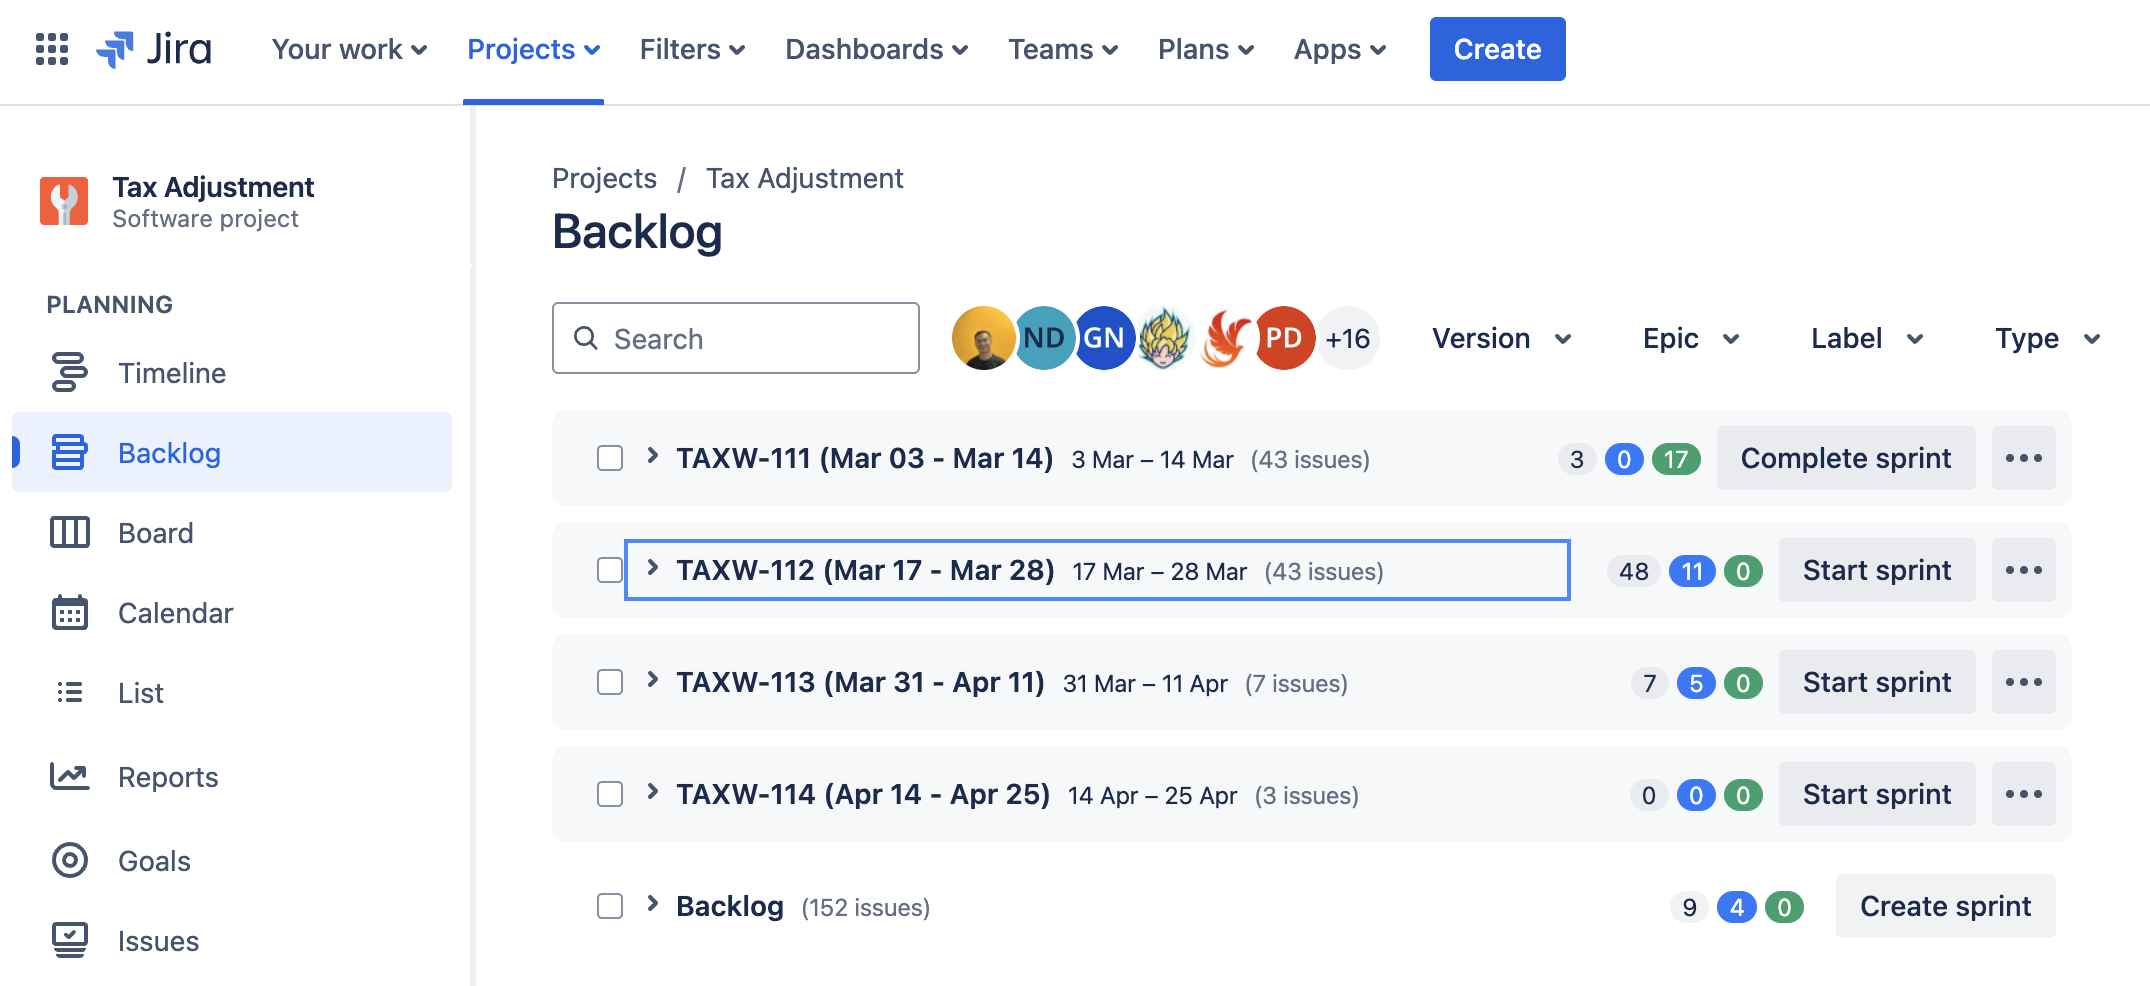 Jira Your work Projects Filters Dashboards Teams Plans Apps Create
Tax Adjustment
Software project
PLANNING
Timeline
Backlog
Board
Calendar
List
Reports
Goals
Issues
Projects / Tax Adjustment
Backlog
Search ND GN PD +16 Version Epic Label Type
TAXW-111 (Mar 03 - Mar 14) 3 Mar – 14 Mar (43 issues) 3 0 17 Complete sprint
TAXW-112 (Mar 17 - Mar 28) 17 Mar – 28 Mar (43 issues) 48 11 0 Start sprint
TAXW-113 (Mar 31 - Apr 11) 31 Mar – 11 Apr (7 issues) 7 5 0 Start sprint
TAXW-114 (Apr 14 - Apr 25) 14 Apr – 25 Apr (3 issues) 0 0 0 Start sprint
Backlog (152 issues) 9 4 0 Create sprint